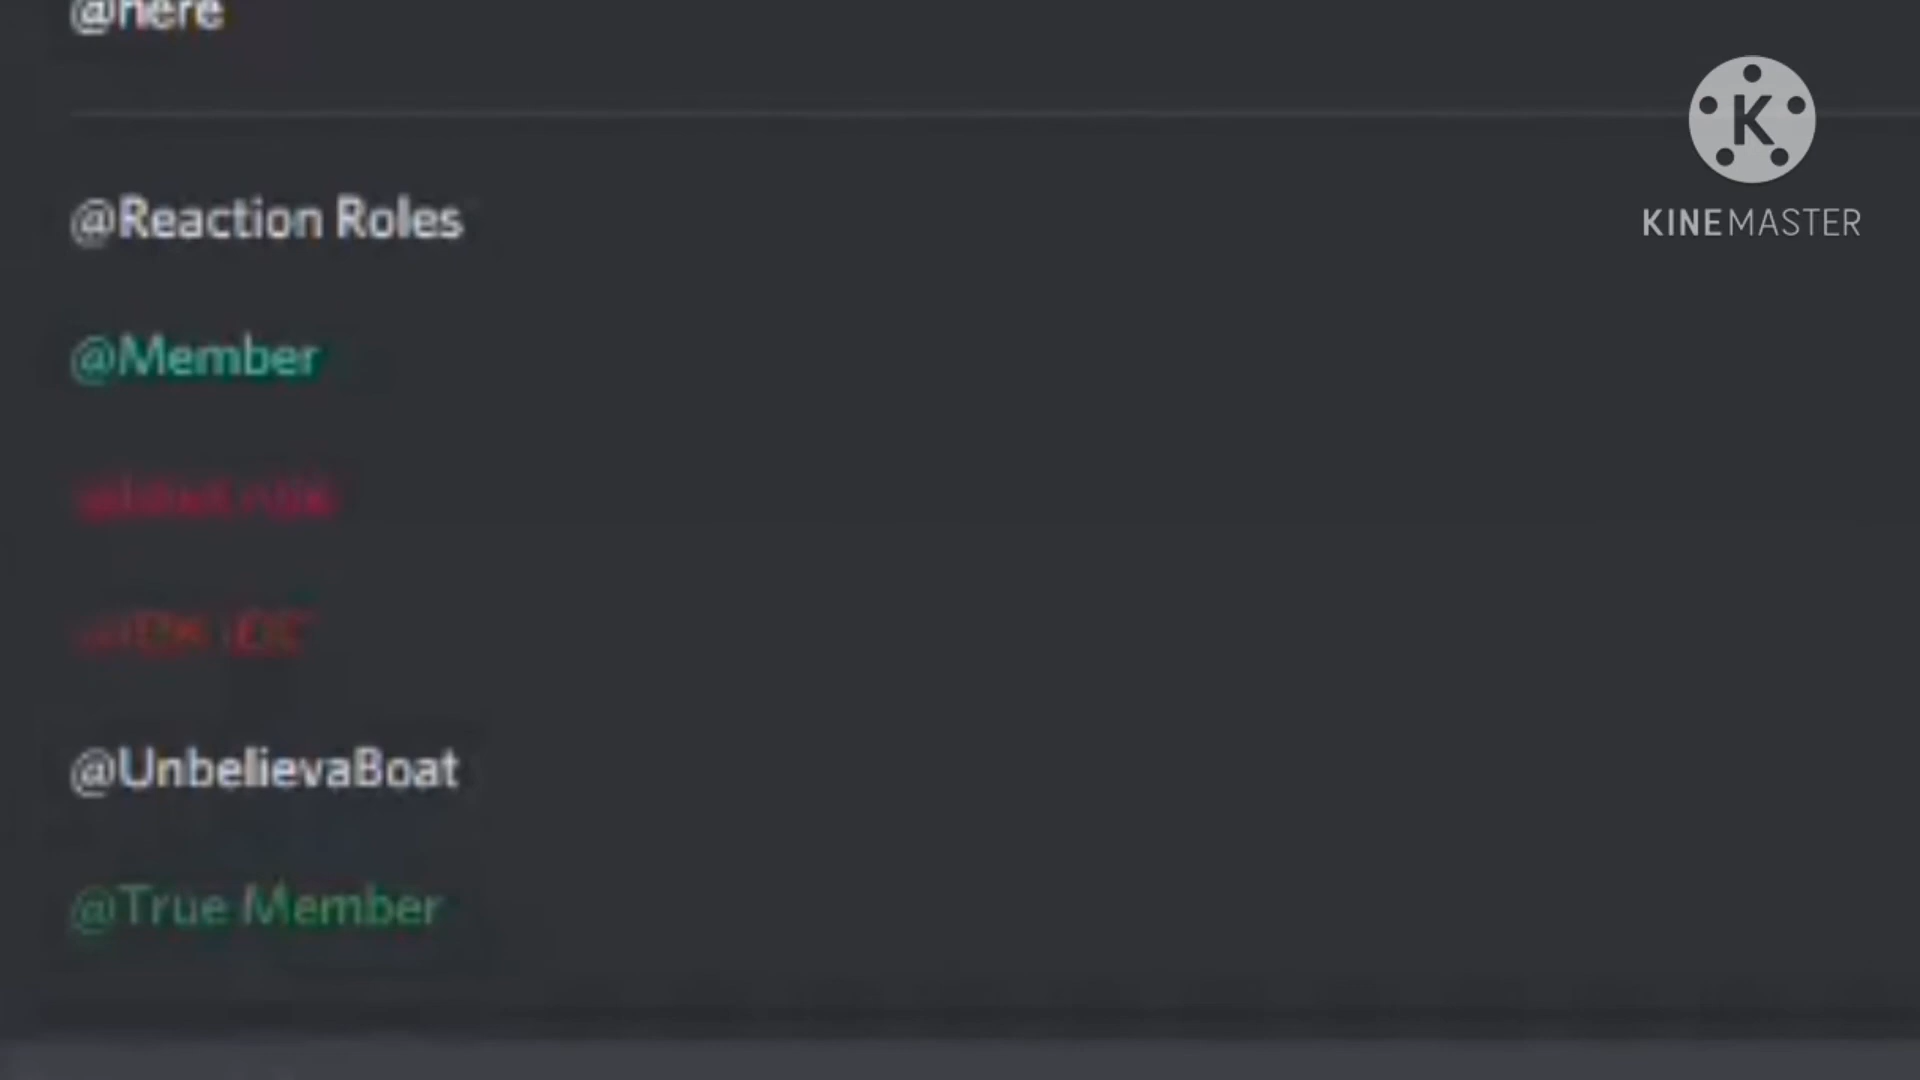 @here
@Reaction Roles
@Member
@UnbelievaBoat
@True Member
K
KINEMASTER